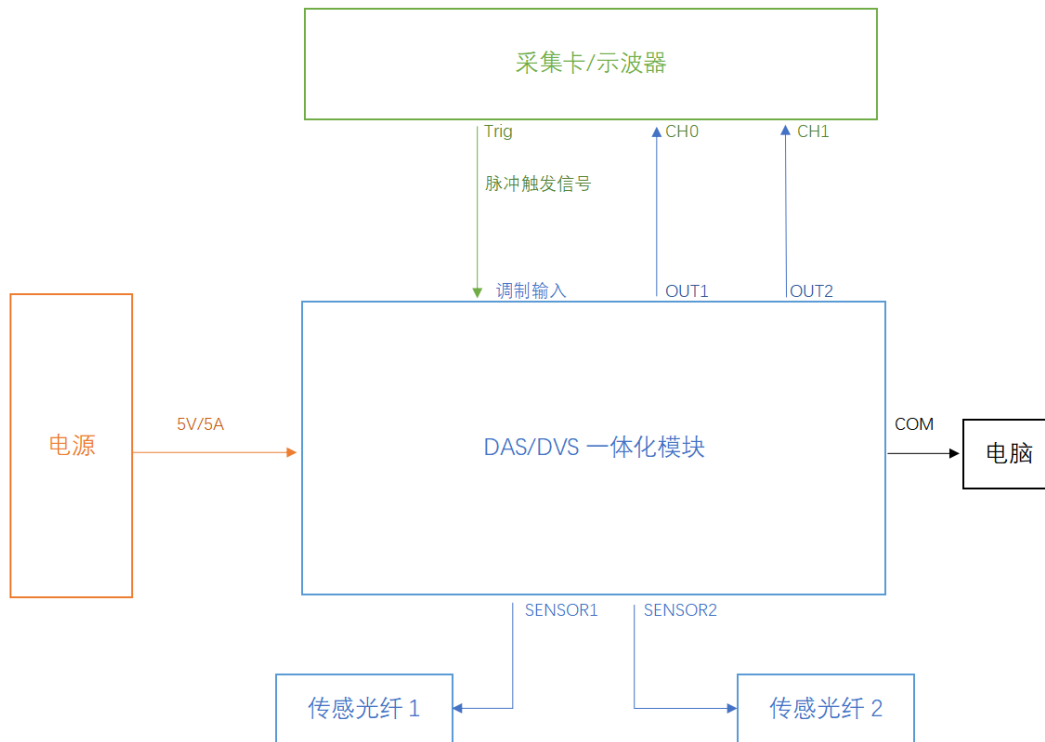 采集卡/示波器
Trig
CH0
CH1
脉冲触发信号
调制输入
OUT1
OUT2
电源
5V/5A
DAS/DVS 一体化模块
COM
电脑
SENSOR1
SENSOR2
传感光纤 1
传感光纤 2